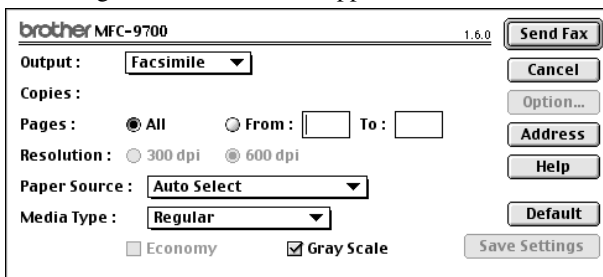 brother MFC-9700 1.6.0 Send Fax
Output : Facsimile Cancel
Copies : Option...
Pages : All From : To : Address
Resolution : 300 dpi 600 dpi Help
Paper Source : Auto Select
Media Type : Regular Default
Economy Gray Scale Save Settings